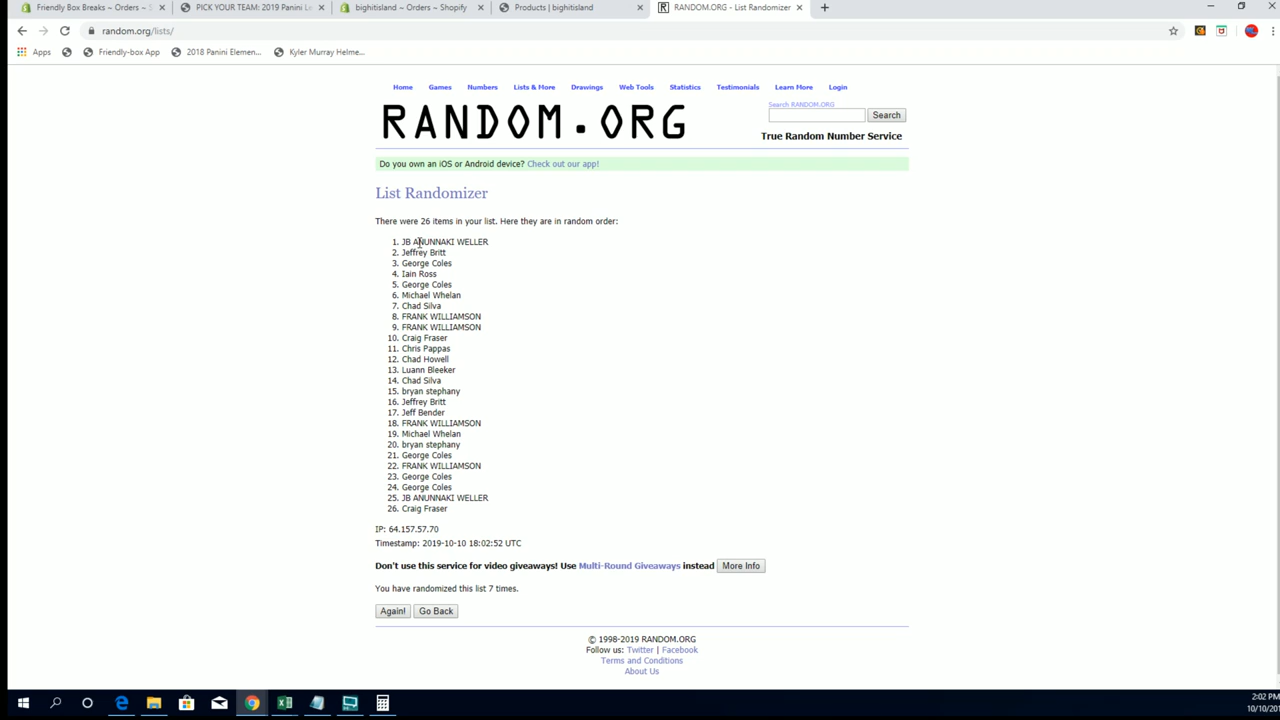 Friendly Box Breaks ~ Orders ~ S
PICK YOUR TEAM: 2019 Panini Le
bighitisland ~ Orders ~ Shopify
Products | bighitisland
RANDOM.ORG - List Randomizer
random.org/lists/
Apps
Friendly-box App
2018 Panini Elemen...
Kyler Murray Helme...
Home Games Numbers Lists & More Drawings Web Tools Statistics Testimonials Learn More Login
RANDOM.ORG
Search RANDOM.ORG
Search
True Random Number Service
Do you own an iOS or Android device? Check out our app!
List Randomizer
There were 26 items in your list. Here they are in random order:
1. JB ANUNNAKI WELLER
2. Jeffrey Britt
3. George Coles
4. Iain Ross
5. George Coles
6. Michael Whelan
7. Chad Silva
8. FRANK WILLIAMSON
9. FRANK WILLIAMSON
10. Craig Fraser
11. Chris Pappas
12. Chad Howell
13. Luann Bleeker
14. Chad Silva
15. bryan stephany
16. Jeffrey Britt
17. Jeff Bender
18. FRANK WILLIAMSON
19. Michael Whelan
20. bryan stephany
21. George Coles
22. FRANK WILLIAMSON
23. George Coles
24. George Coles
25. JB ANUNNAKI WELLER
26. Craig Fraser
IP: 64.157.57.70
Timestamp: 2019-10-10 18:02:52 UTC
Don't use this service for video giveaways! Use Multi-Round Giveaways instead More Info
You have randomized this list 7 times.
Again! Go Back
© 1998-2019 RANDOM.ORG
Follow us: Twitter | Facebook
Terms and Conditions
About Us
2:02 PM
10/10/201